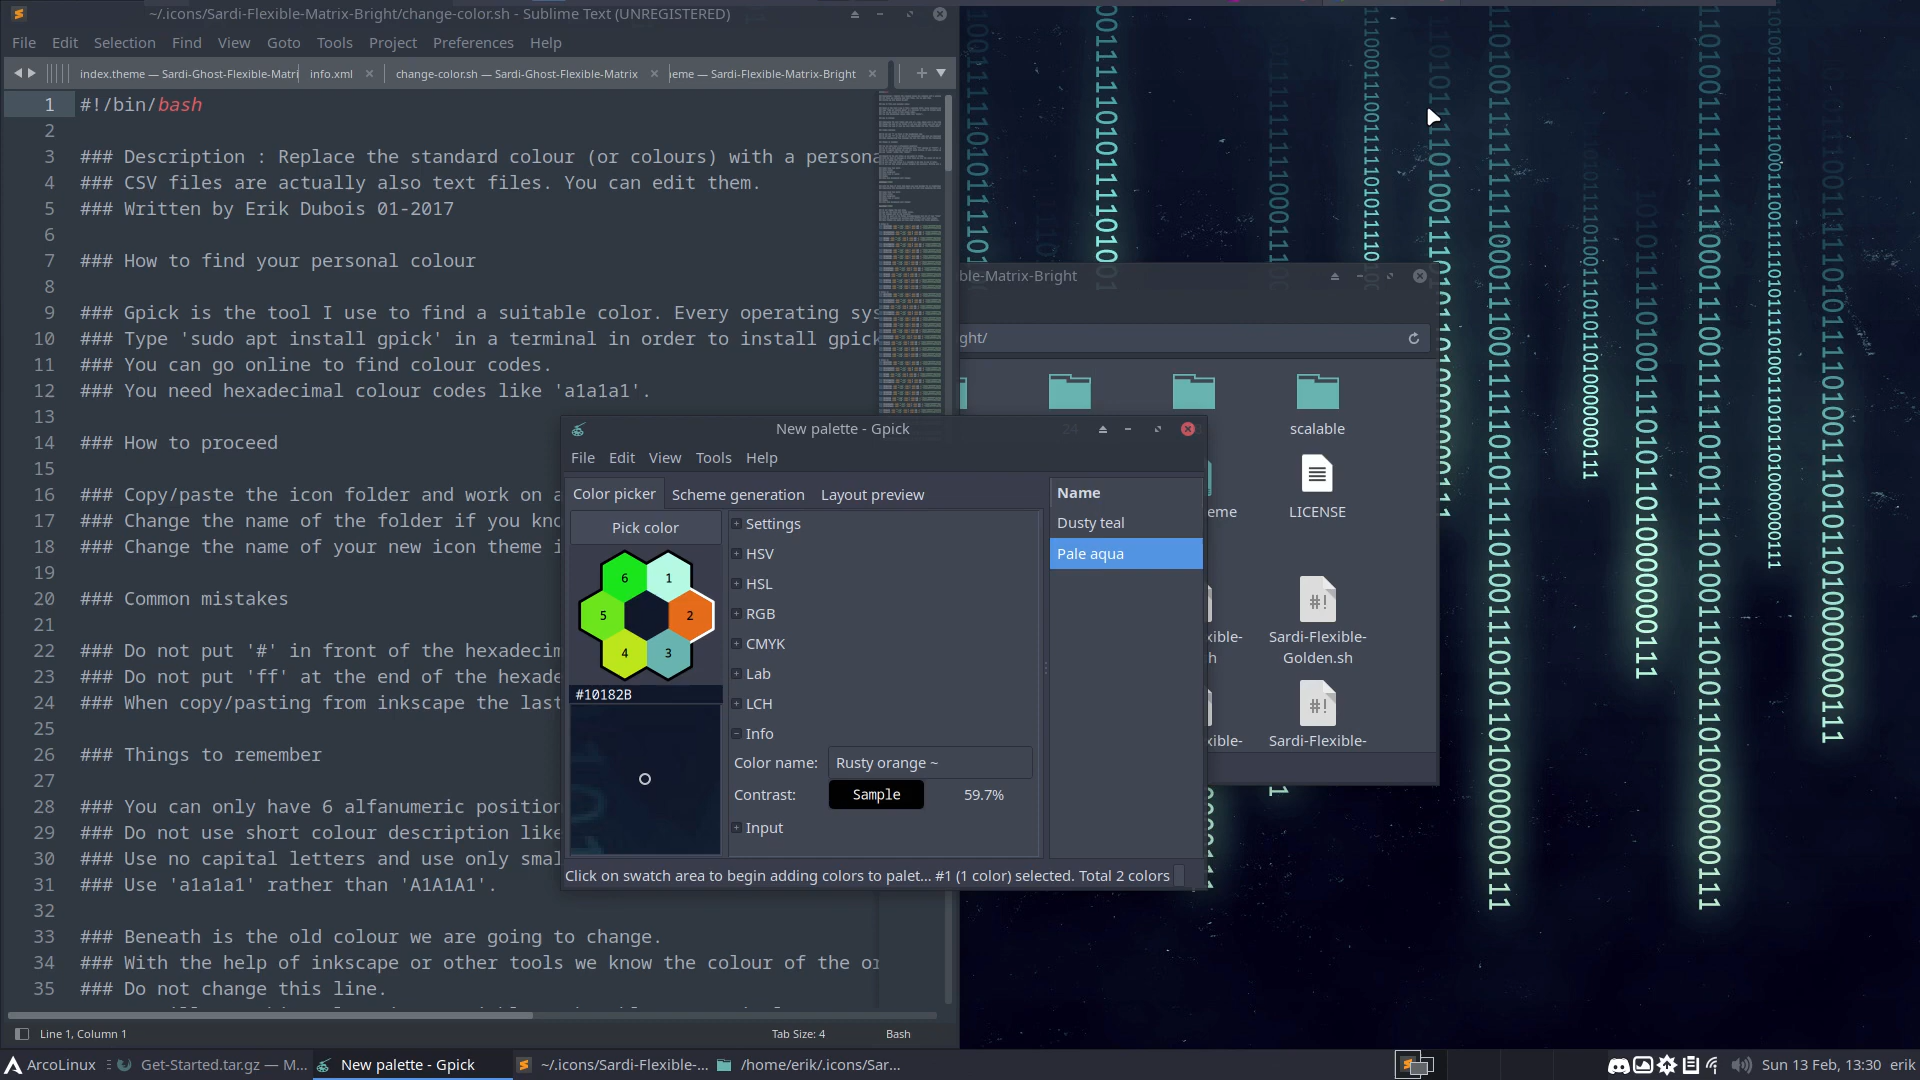 ~/.icons/Sardi-Flexible-Matrix-Bright/change-color.sh - Sublime Text (UNREGISTERED)
File Edit Selection Find View Goto Tools Project Preferences Help
index.theme — Sardi-Ghost-Flexible-Matri info.xml change-color.sh — Sardi-Ghost-Flexible-Matrix eme — Sardi-Flexible-Matrix-Bright
1 #!/bin/bash
2
3 ### Description : Replace the standard colour (or colours) with a persona
4 ### CSV files are actually also text files. You can edit them.
5 ### Written by Erik Dubois 01-2017
6
7 ### How to find your personal colour
8
9 ### Gpick is the tool I use to find a suitable color. Every operating sys
10 ### Type 'sudo apt install gpick' in a terminal in order to install gpick
11 ### You can go online to find colour codes.
12 ### You need hexadecimal colour codes like 'a1a1a1'.
13
14 ### How to proceed
15
16 ### Copy/paste the icon folder and work on a
17 ### Change the name of the folder if you kno
18 ### Change the name of your new icon theme i
19
20 ### Common mistakes
21
22 ### Do not put '#' in front of the hexadecim
23 ### Do not put 'ff' at the end of the hexade
24 ### When copy/pasting from inkscape the last
25
26 ### Things to remember
27
28 ### You can only have 6 alfanumeric position
29 ### Do not use short colour description like
30 ### Use no capital letters and use only smal
31 ### Use 'a1a1a1' rather than 'A1A1A1'.
32
33 ### Beneath is the old colour we are going to change.
34 ### With the help of inkscape or other tools we know the colour of the or
35 ### Do not change this line.
Line 1, Column 1
Tab Size: 4
Bash
ble-Matrix-Bright
ght/
24
scalable
eme
LICENSE
xible-
h
Sardi-Flexible-
Golden.sh
xible-
Sardi-Flexible-
New palette - Gpick
File Edit View Tools Help
Color picker Scheme generation Layout preview
Pick color
6 1
5 2
4 3
#10182B
Settings
HSV
HSL
RGB
CMYK
Lab
LCH
Info
Color name: Rusty orange ~
Contrast: Sample 59.7%
Input
Name
Dusty teal
Pale aqua
Click on swatch area to begin adding colors to palet... #1 (1 color) selected. Total 2 colors
ArcoLinux Get-Started.tar.gz — M... New palette - Gpick ~/.icons/Sardi-Flexible-... /home/erik/.icons/Sar... Sun 13 Feb, 13:30 erik